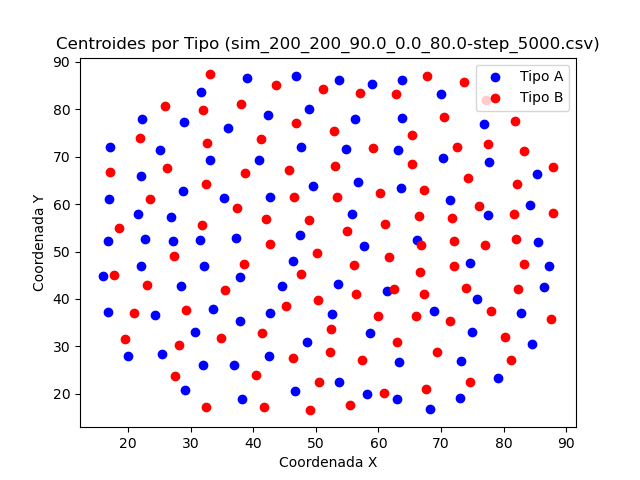 Centroides por Tipo (sim_200_200_90.0_0.0_80.0-step_5000.csv)
90
80
70
60
50
40
30
20
Coordenada Y
Tipo A
Tipo B
20 30 40 50 60 70 80 90
Coordenada X